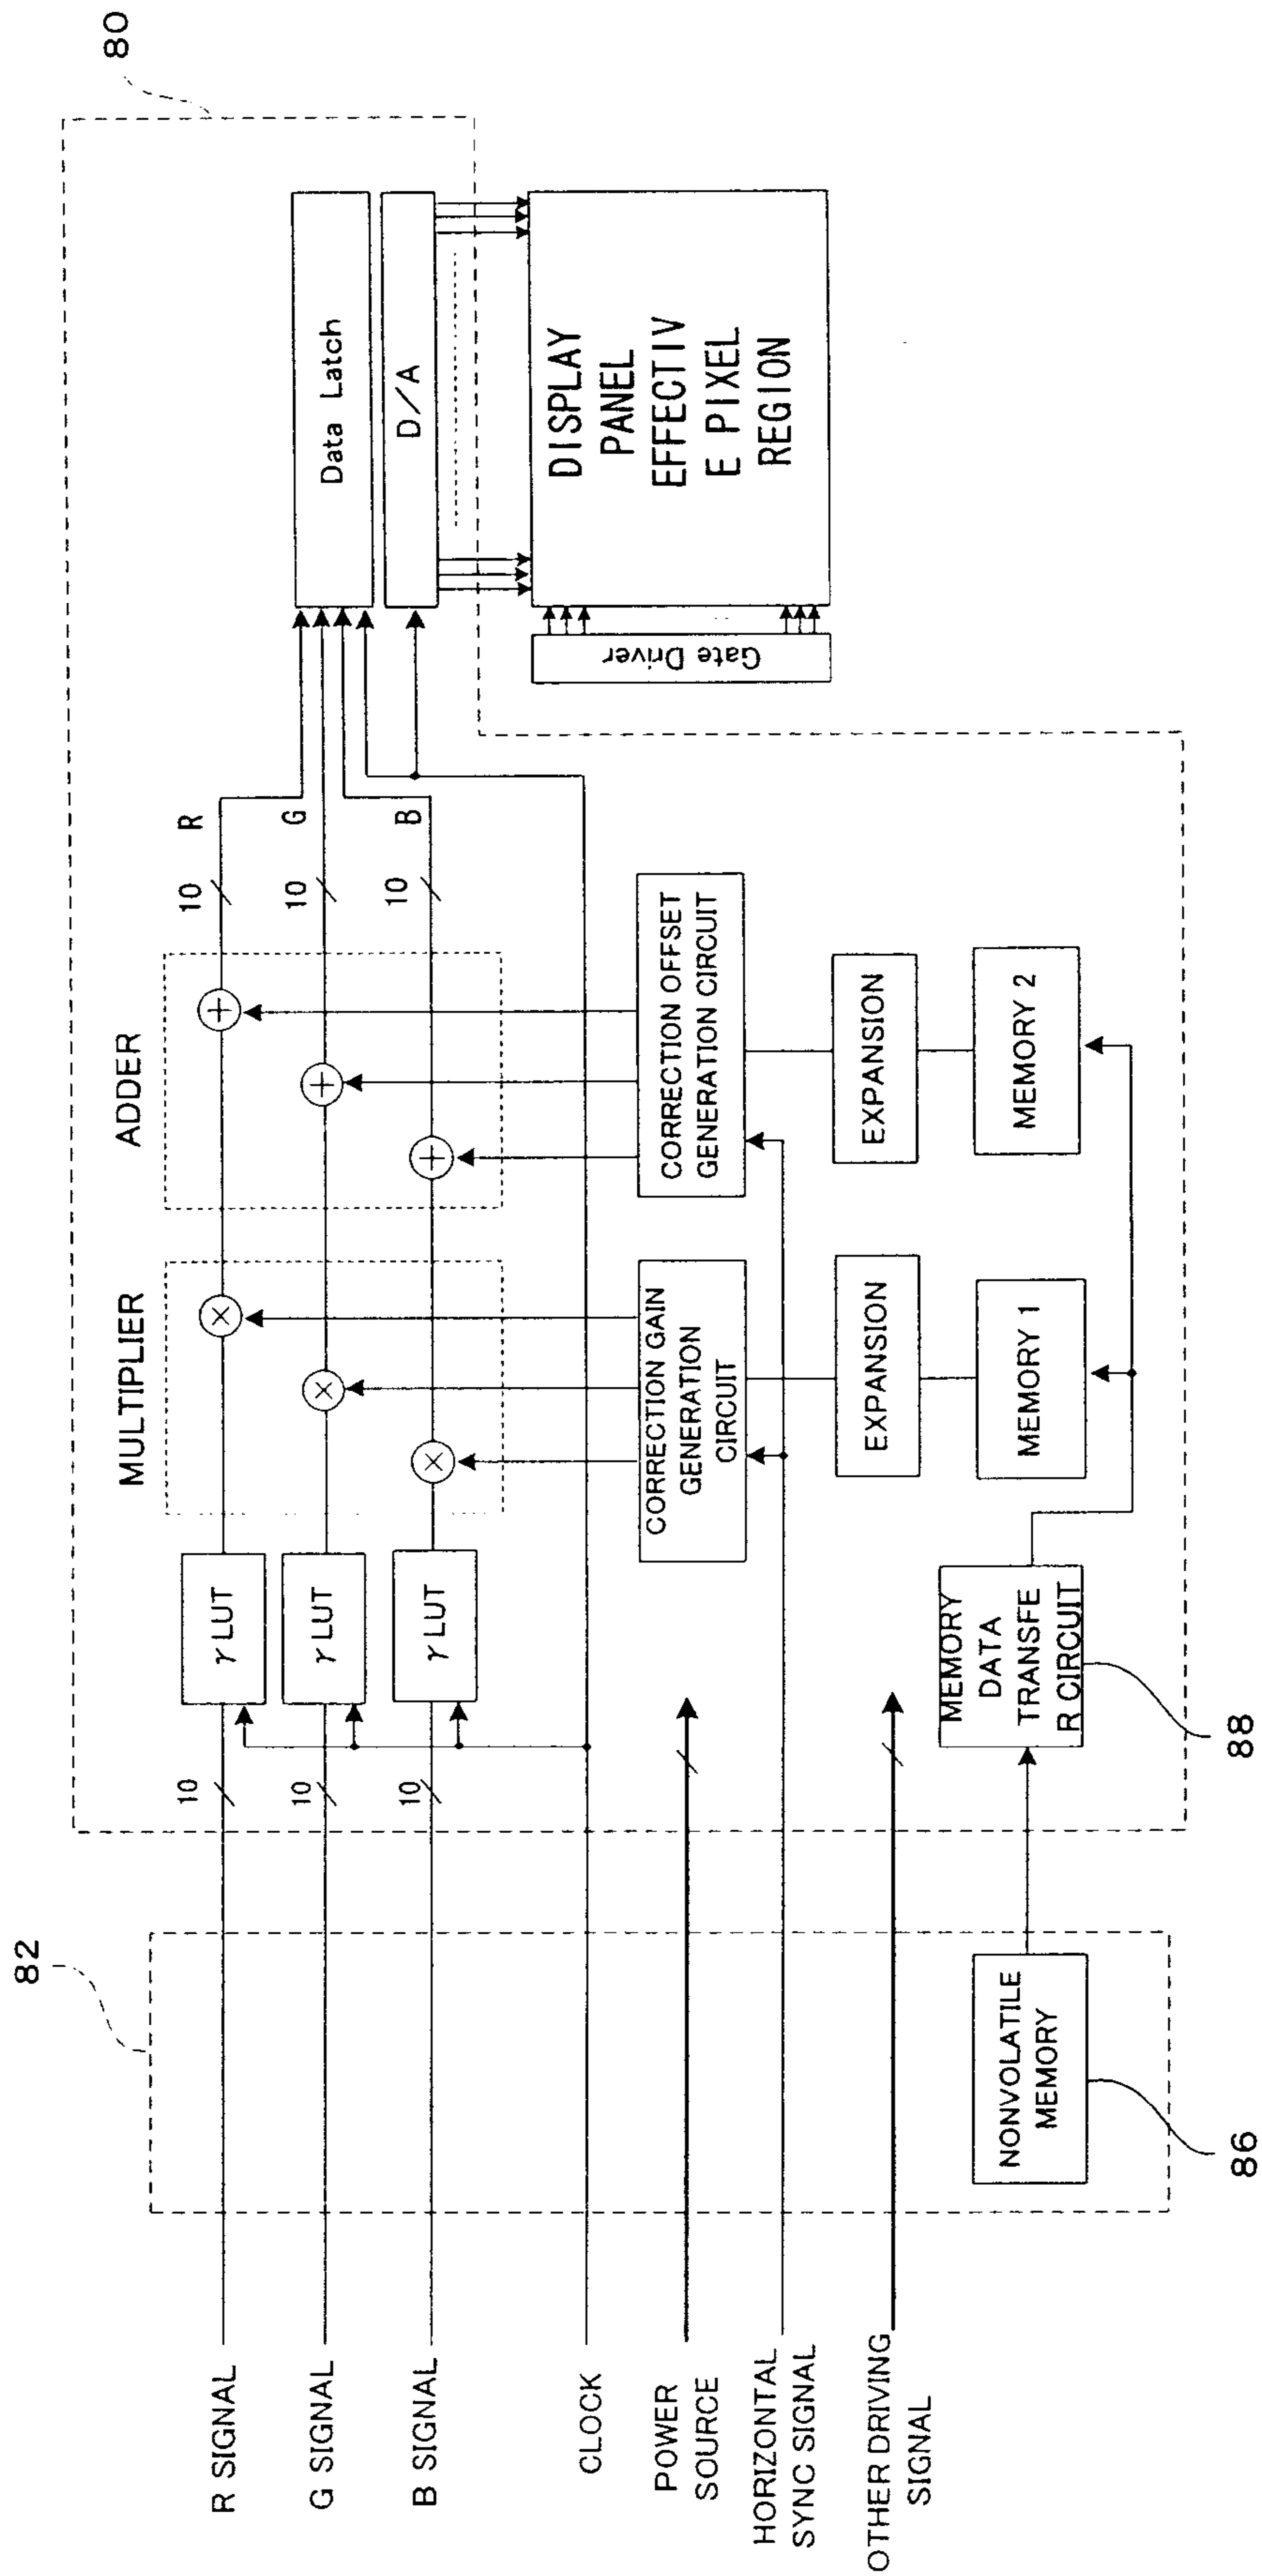 80
82
R SIGNAL
G SIGNAL
B SIGNAL
CLOCK
POWER
SOURCE
HORIZONTAL
SYNC SIGNAL
OTHER DRIVING
SIGNAL
NONVOLATILE
MEMORY
86
10
10
10
γ LUT
γ LUT
γ LUT
MEMORY
DATA
TRANSFE
R CIRCUIT
88
MULTIPLIER
×
×
×
CORRECTION GAIN
GENERATION
CIRCUIT
EXPANSION
MEMORY 1
ADDER
+
+
+
CORRECTION OFFSET
GENERATION CIRCUIT
EXPANSION
MEMORY 2
10
10
10
R
G
B
Data Latch
D/A
Gate Driver
DISPLAY
PANEL
EFFECTIV
E PIXEL
REGION